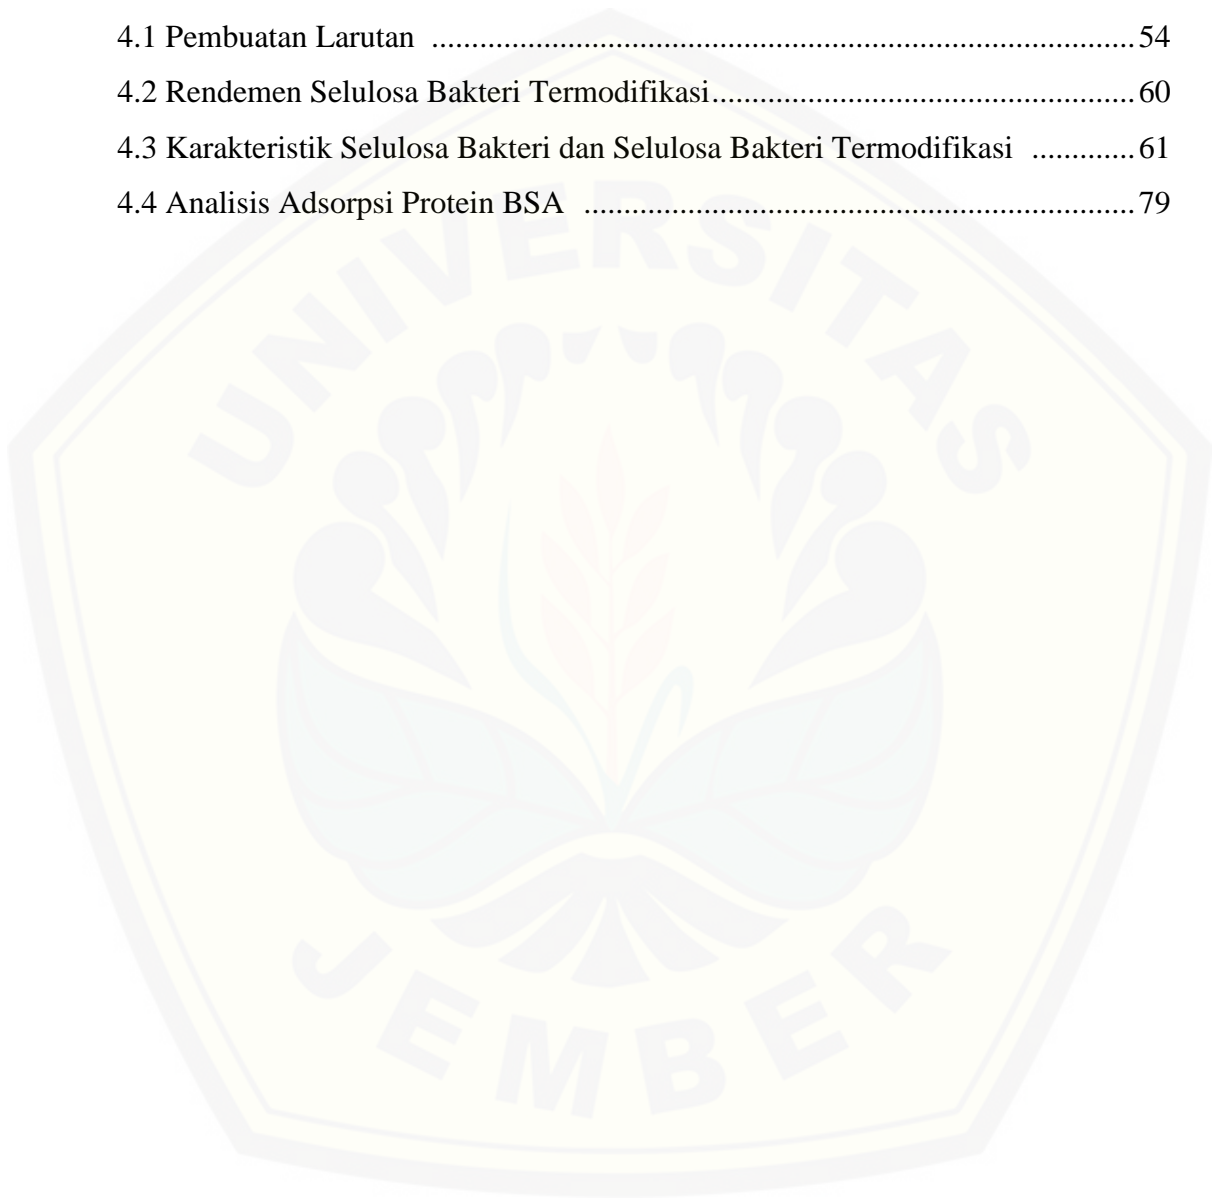 4.1 Pembuatan Larutan ........................................................................................... 54
4.2 Rendemen Selulosa Bakteri Termodifikasi...................................................... 60
4.3 Karakteristik Selulosa Bakteri dan Selulosa Bakteri Termodifikasi ............. 61
4.4 Analisis Adsorpsi Protein BSA ....................................................................... 79
UNIVERSITAS
JEMBER